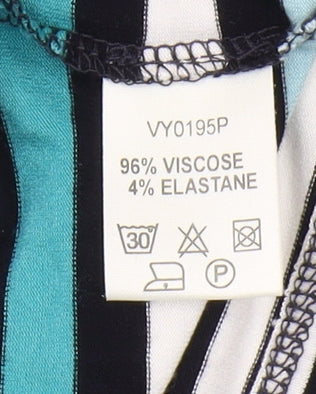 VY0195P
96% VISCOSE
4% ELASTANE
30
P